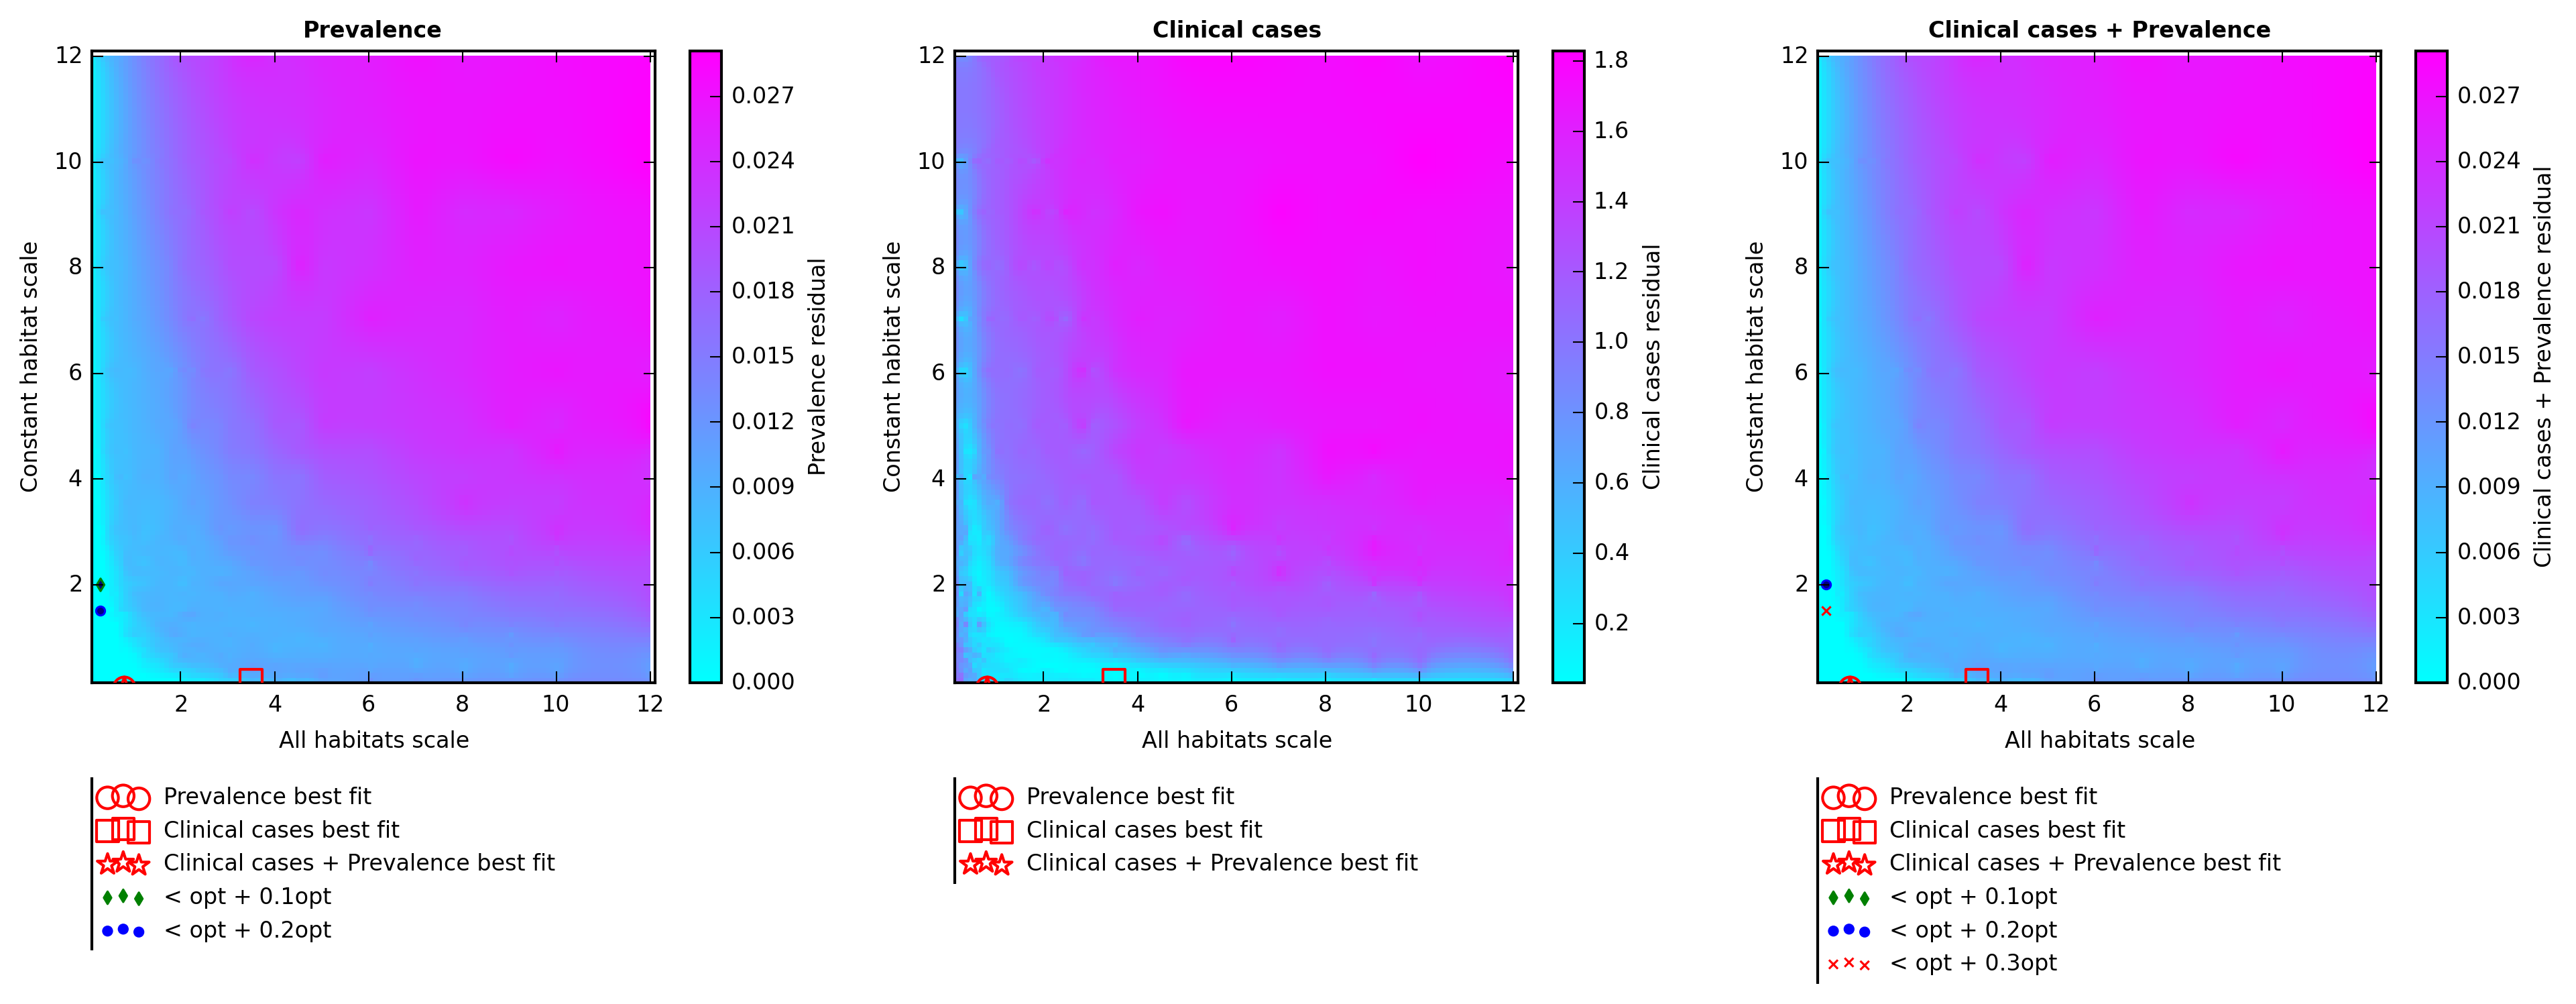 Prevalence
12
10
8
6
4
2
Constant habitat scale
2 4 6 8 10 12
All habitats scale
0.027
0.024
0.021
0.018
0.015
0.012
0.009
0.006
0.003
0.000
Prevalence residual
Prevalence best fit
Clinical cases best fit
Clinical cases + Prevalence best fit
< opt + 0.1opt
< opt + 0.2opt
Clinical cases
12
10
8
6
4
2
Constant habitat scale
2 4 6 8 10 12
All habitats scale
1.8
1.6
1.4
1.2
1.0
0.8
0.6
0.4
0.2
Clinical cases residual
Prevalence best fit
Clinical cases best fit
Clinical cases + Prevalence best fit
Clinical cases + Prevalence
12
10
8
6
4
2
Constant habitat scale
2 4 6 8 10 12
All habitats scale
0.027
0.024
0.021
0.018
0.015
0.012
0.009
0.006
0.003
0.000
Clinical cases + Prevalence residual
Prevalence best fit
Clinical cases best fit
Clinical cases + Prevalence best fit
< opt + 0.1opt
< opt + 0.2opt
< opt + 0.3opt